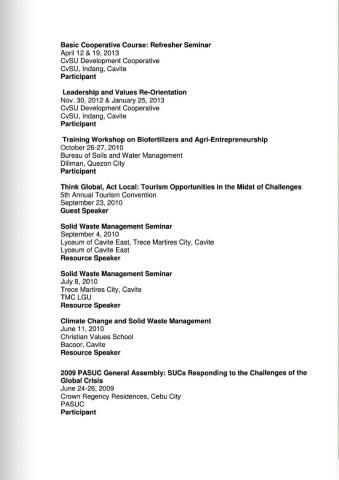 Basic Cooperative Course: Refresher Seminar
April 12 & 19, 2013
CvSU Development Cooperative
CvSU, Indang, Cavite
Participant
Leadership and Values Re-Orientation
Nov. 30, 2012 & January 25, 2013
CvSU Development Cooperative
CvSU, Indang, Cavite
Participant
Training Workshop on Biofertilizers and Agri-Entrepreneurship
October 26-27, 2010
Bureau of Soils and Water Management
Diliman, Quezon City
Participant
Think Global, Act Local: Tourism Opportunities in the Midst of Challenges
5th Annual Tourism Convention
September 23, 2010
Guest Speaker
Solid Waste Management Seminar
September 4, 2010
Lyceum of Cavite East, Trece Martires City, Cavite
Lyceum of Cavite East
Resource Speaker
Solid Waste Management Seminar
July 8, 2010
Trece Martires City, Cavite
TMC LGU
Resource Speaker
Climate Change and Solid Waste Management
June 11, 2010
Christian Values School
Bacoor, Cavite
Resource Speaker
2009 PASUC General Assembly: SUCs Responding to the Challenges of the
Global Crisis
June 24-26, 2009
Crown Regency Residences, Cebu City
PASUC
Participant